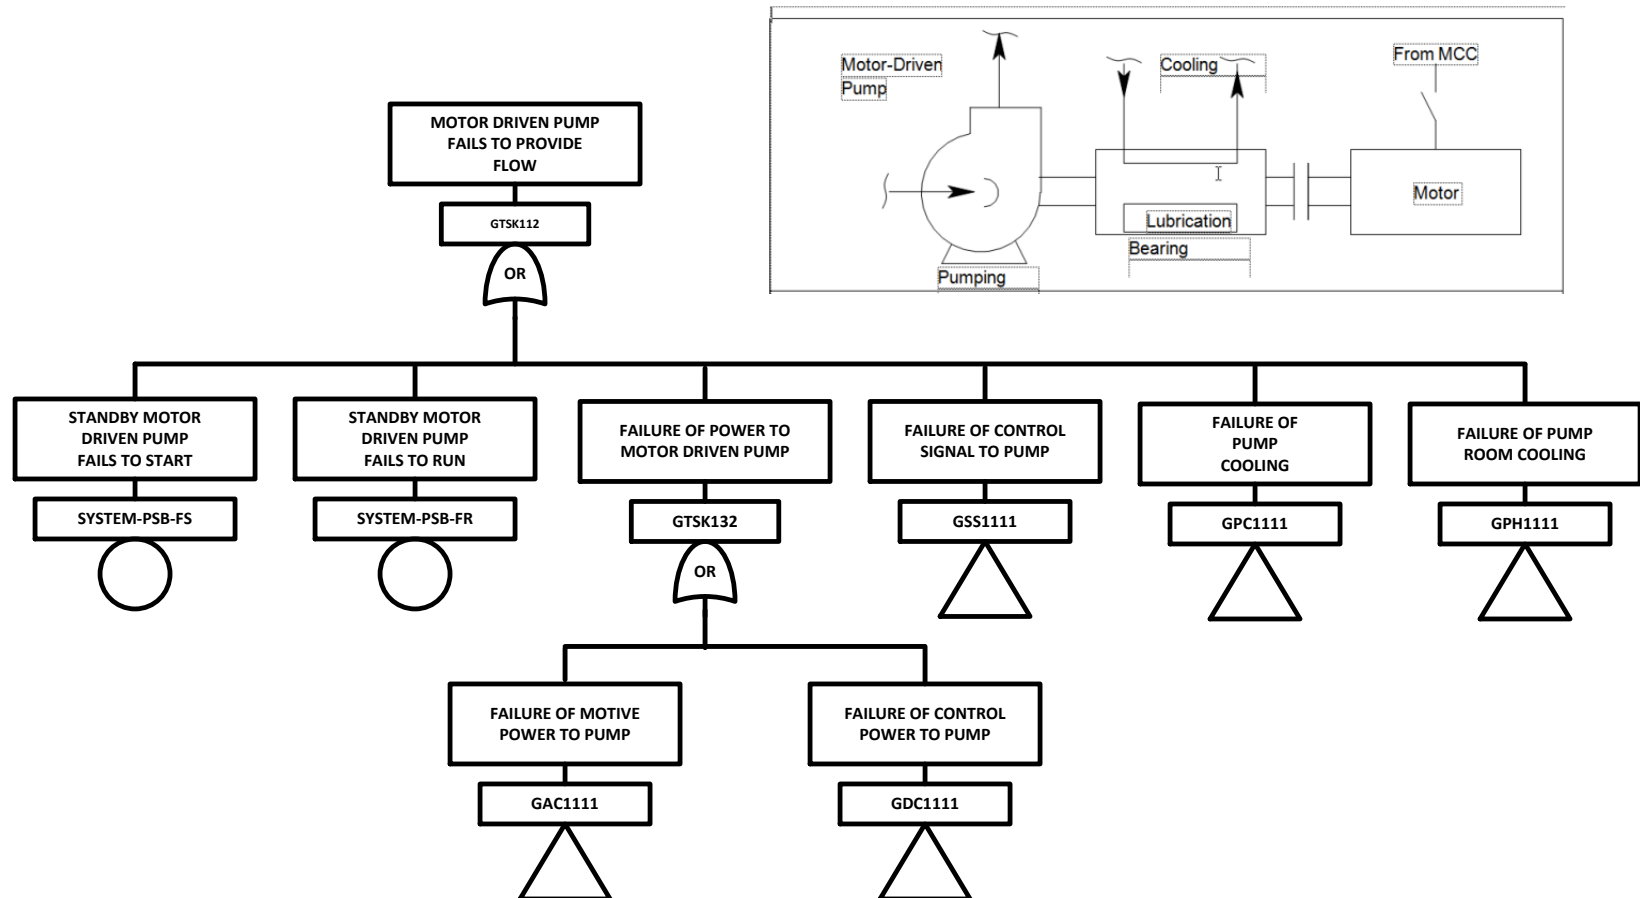 Motor-Driven
Pump
Cooling
From MCC
Motor
Lubrication
Bearing
Pumping
MOTOR DRIVEN PUMP
FAILS TO PROVIDE
FLOW
GTSK112
OR
STANDBY MOTOR
DRIVEN PUMP
FAILS TO START
SYSTEM-PSB-FS
STANDBY MOTOR
DRIVEN PUMP
FAILS TO RUN
SYSTEM-PSB-FR
FAILURE OF POWER TO
MOTOR DRIVEN PUMP
GTSK132
OR
FAILURE OF CONTROL
SIGNAL TO PUMP
GSS1111
FAILURE OF
PUMP
COOLING
GPC1111
FAILURE OF PUMP
ROOM COOLING
GPH1111
FAILURE OF MOTIVE
POWER TO PUMP
GAC1111
FAILURE OF CONTROL
POWER TO PUMP
GDC1111